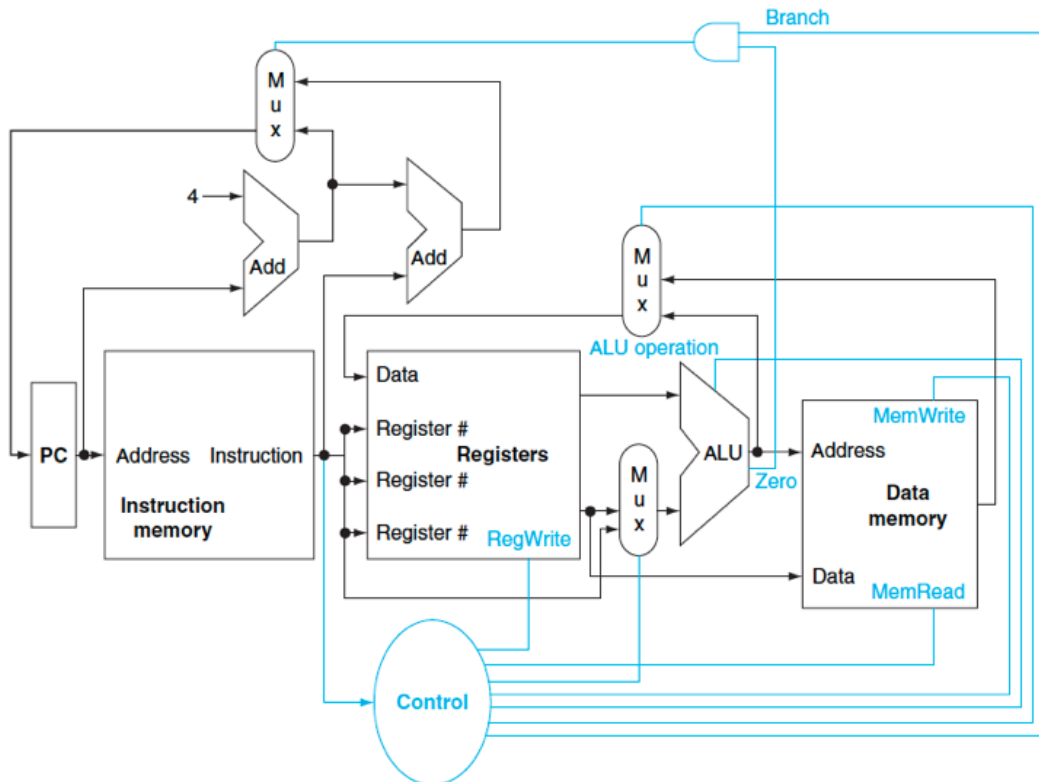 Branch
M
u
x
4
Add
Add
M
u
x
ALU operation
Data
Register #
Registers
Register #
Register #
RegWrite
PC
Address
Instruction
Instruction
memory
M
u
x
ALU
Zero
MemWrite
Address
Data
memory
Data
MemRead
Control